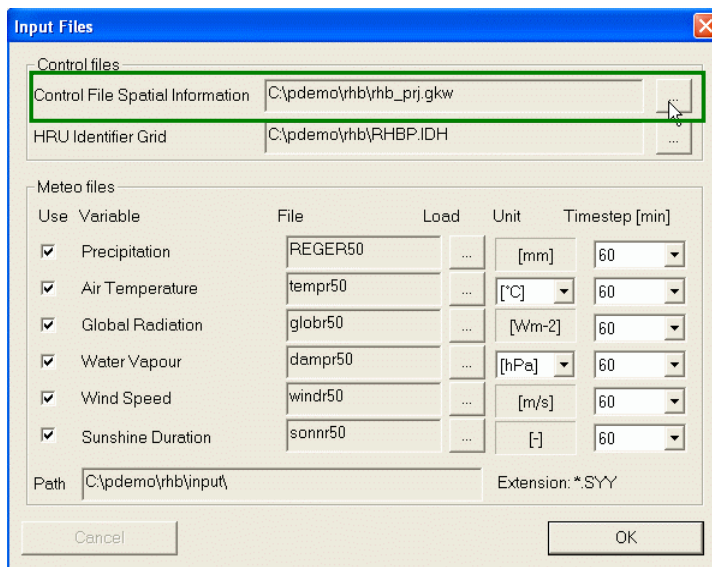 Input Files
Control files
Control File Spatial Information C:\pdemo\rhb\rhb_prj.gkw ...
HRU Identifier Grid C:\pdemo\rhb\RHBP.IDH ...
Meteo files
Use Variable File Load Unit Timestep [min]
Precipitation REGER50 ... [mm] 60
Air Temperature tempr50 ... [°C] 60
Global Radiation globr50 ... [Wm-2] 60
Water Vapour dampr50 ... [hPa] 60
Wind Speed windr50 ... [m/s] 60
Sunshine Duration sonnr50 ... [-] 60
Path C:\pdemo\rhb\input\ Extension: *.SYY
Cancel OK